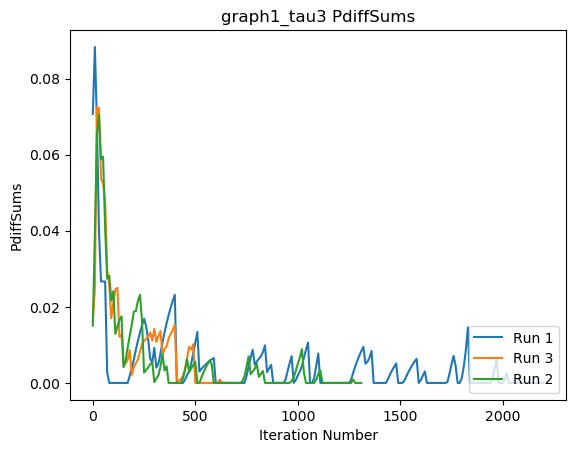 graph1_tau3 PdiffSums
PdiffSums
0.08
0.06
0.04
0.02
0.00
Run 1
Run 3
Run 2
0
500
1000
1500
2000
Iteration Number